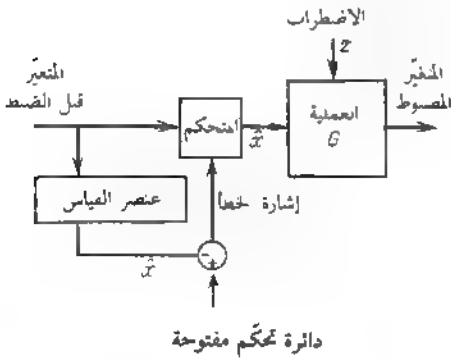 الاضطراب
z
المتغيّر
قبل الضبط
المتحكم
x̂
العملية
G
المتغيّر
المضبوط
عنصر القياس
إشارة خطأ
x̂
- +
دائرة تحكّم مفتوحة